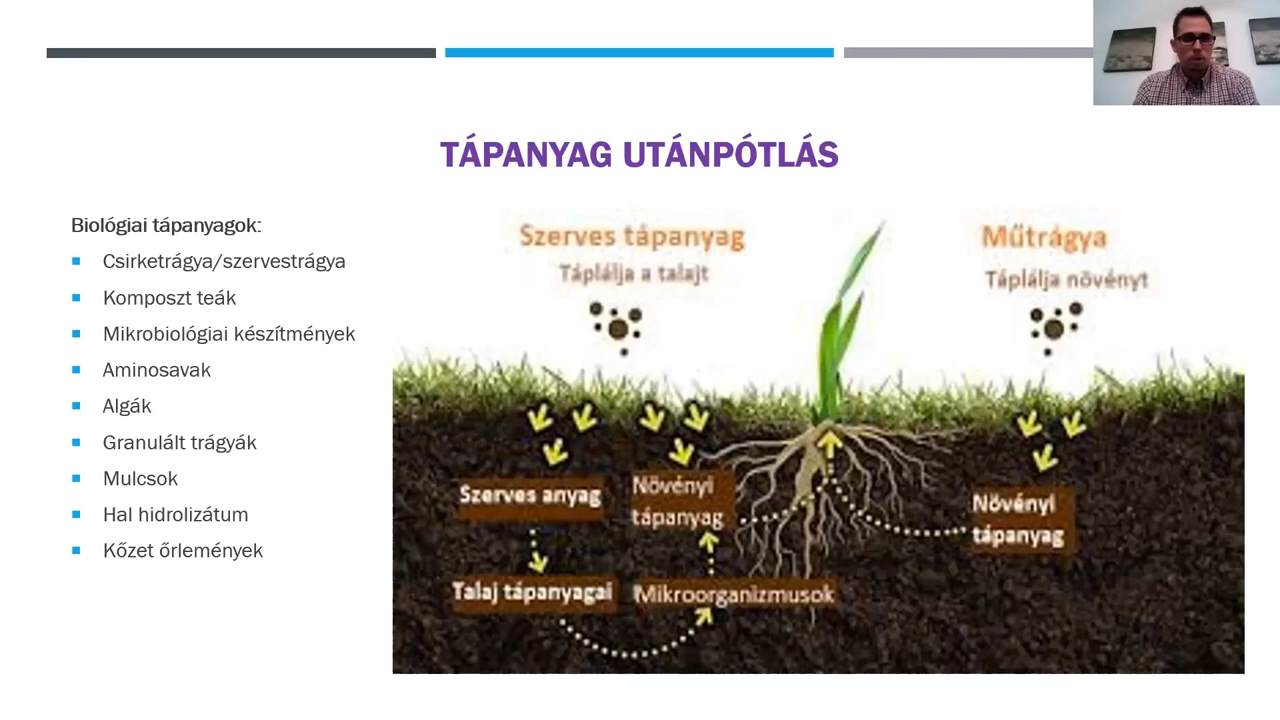 TÁPANYAG UTÁNPÓTLÁS
Biológiai tápanyagok:
Csirketrágya/szervestrágya
Komposzt teák
Mikrobiológiai készítmények
Aminosavak
Algák
Granulált trágyák
Mulcsok
Hal hidrolizátum
Kőzet őrlemények
Szerves tápanyag
Táplálja a talajt
Műtrágya
Táplálja növényt
Szerves anyag
Növényi
tápanyag
Talaj tápanyagai
Mikroorganizmusok
Növényi
tápanyag